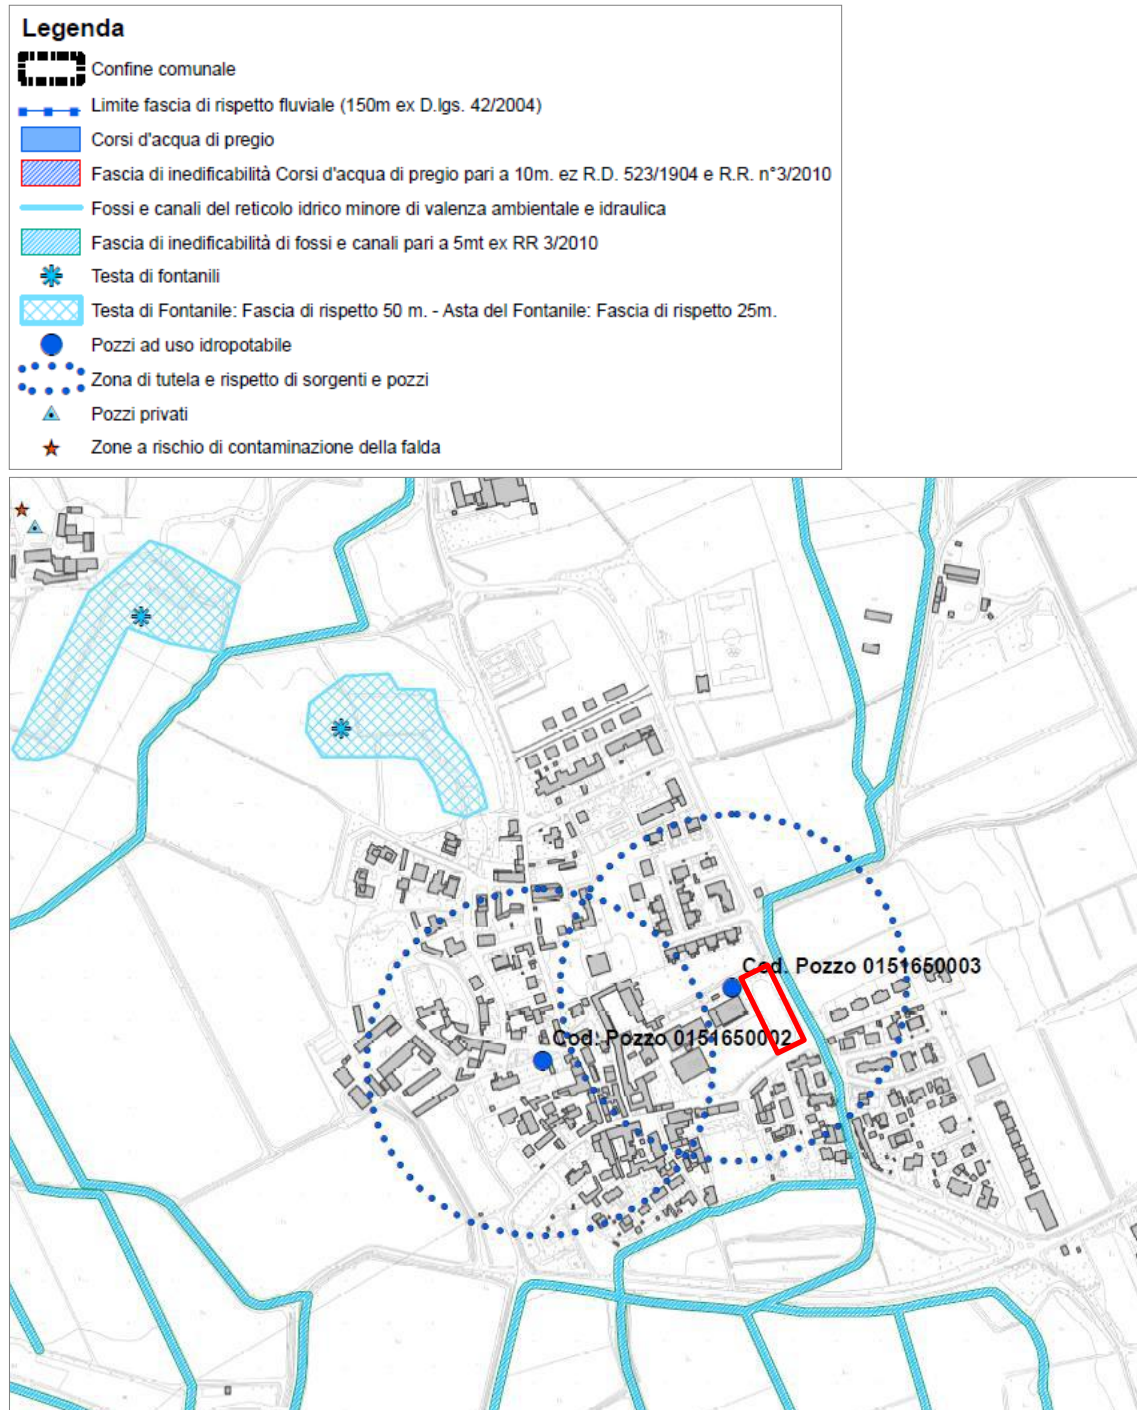 Legenda
Confine comunale
Limite fascia di rispetto fluviale (150m ex D.lgs. 42/2004)
Corsi d'acqua di pregio
Fascia di inedificabilità Corsi d'acqua di pregio pari a 10m. ez R.D. 523/1904 e R.R. n°3/2010
Fossi e canali del reticolo idrico minore di valenza ambientale e idraulica
Fascia di inedificabilità di fossi e canali pari a 5mt ex RR 3/2010
Testa di fontanili
Testa di Fontanile: Fascia di rispetto 50 m. - Asta del Fontanile: Fascia di rispetto 25m.
Pozzi ad uso idropotabile
Zona di tutela e rispetto di sorgenti e pozzi
Pozzi privati
Zone a rischio di contaminazione della falda
Cod. Pozzo 0151650003
Cod. Pozzo 0151650002